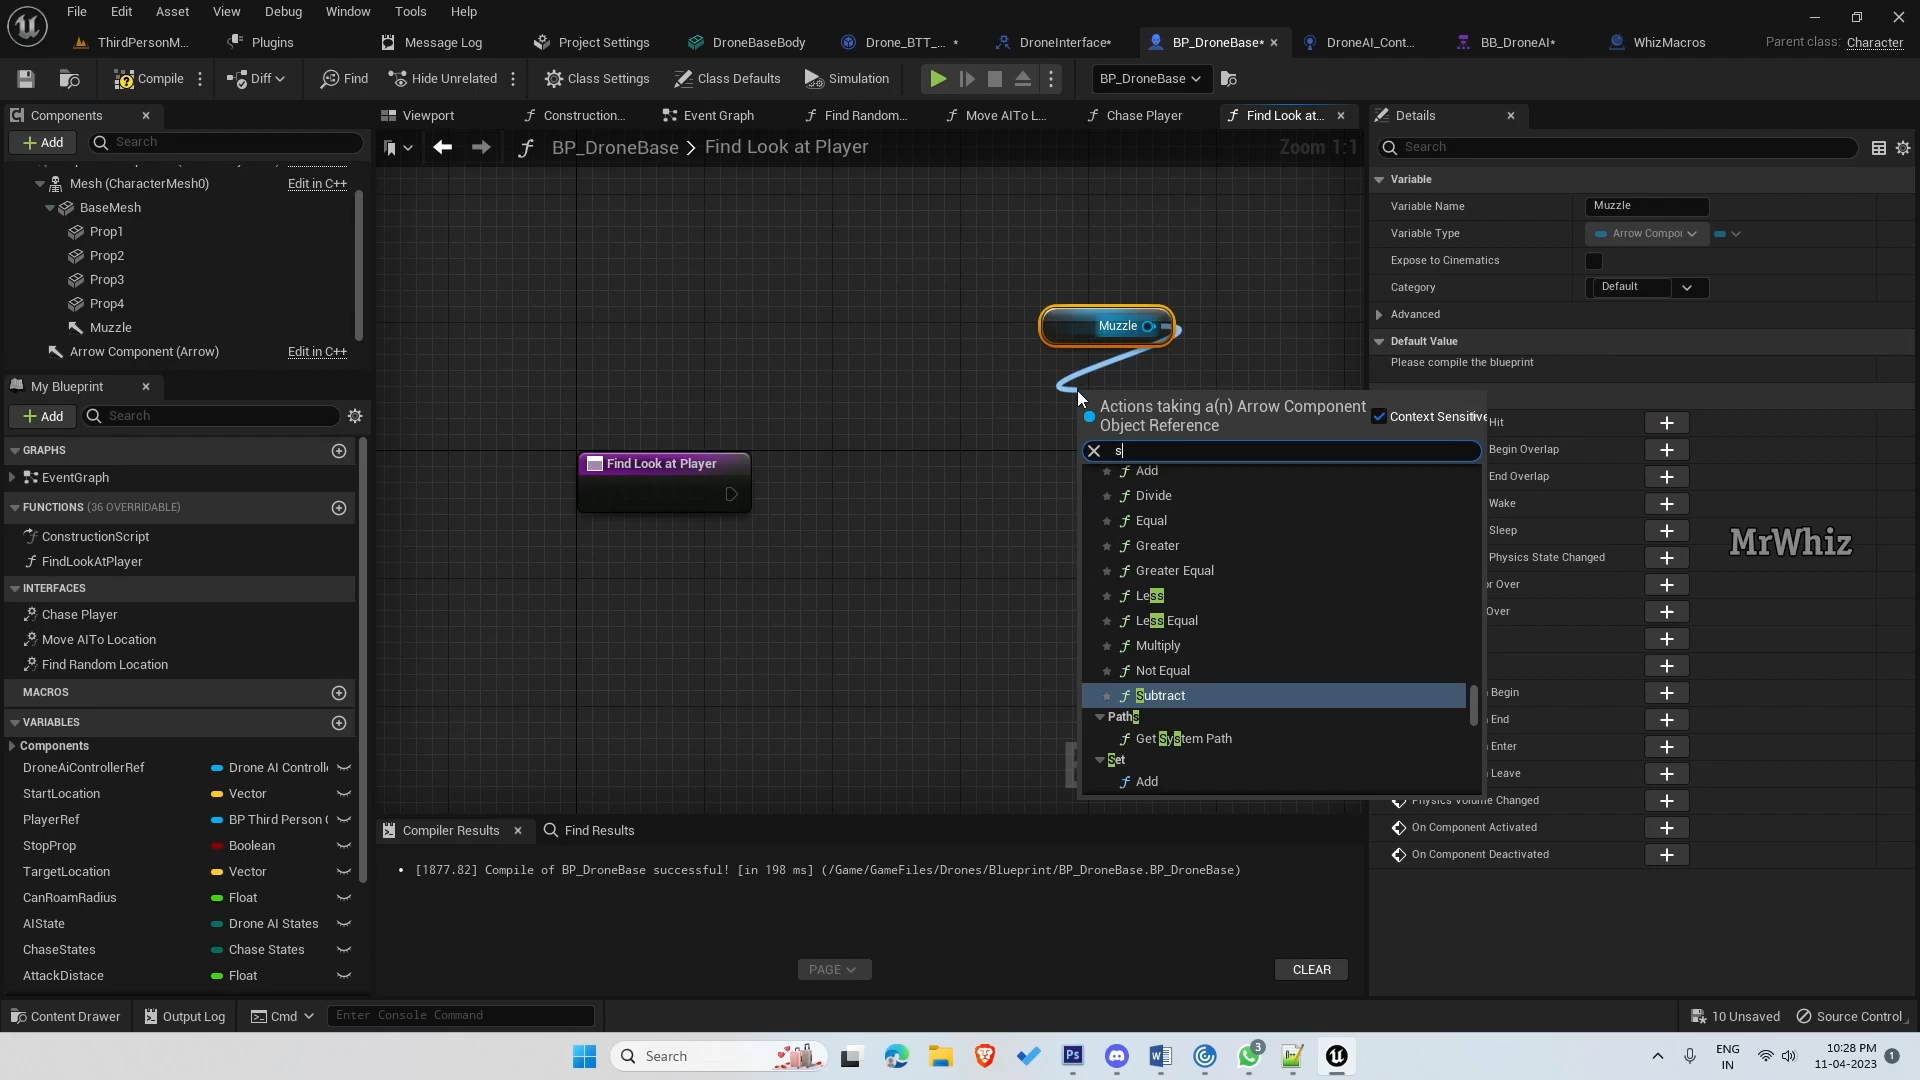 File Edit Asset View Debug Window Tools Help
ThirdPersonM... Plugins Message Log Project Settings DroneBaseBody Drone_BTT_... * DroneInterface* BP_DroneBase* DroneAI_Cont... BB_DroneAI* WhizMacros Parent class: Character
Compile Diff Find Hide Unrelated Class Settings Class Defaults Simulation BP_DroneBase
Components
Add Search
Mesh (CharacterMesh0) Edit in C++
BaseMesh
Prop1
Prop2
Prop3
Prop4
Muzzle
Arrow Component (Arrow) Edit in C++
My Blueprint
Add Search
GRAPHS
EventGraph
FUNCTIONS (36 OVERRIDABLE)
ConstructionScript
FindLookAtPlayer
INTERFACES
Chase Player
Move AITo Location
Find Random Location
MACROS
VARIABLES
Components
DroneAiControllerRef Drone AI Controlle
StartLocation Vector
PlayerRef BP Third Person
StopProp Boolean
TargetLocation Vector
CanRoamRadius Float
AIState Drone AI States
ChaseStates Chase States
AttackDistace Float
Viewport Construction... Event Graph Find Random... Move AITo L... Chase Player Find Look at...
BP_DroneBase > Find Look at Player Zoom 1:1
Muzzle
Find Look at Player
Actions taking a(n) Arrow Component
Object Reference
Context Sensitive
s
Add
Divide
Equal
Greater
Greater Equal
Less
Less Equal
Multiply
Not Equal
Subtract
Paths
Get System Path
Set
Add
Compiler Results Find Results
• [1877.82] Compile of BP_DroneBase successful! [in 198 ms] (/Game/GameFiles/Drones/Blueprint/BP_DroneBase.BP_DroneBase)
PAGE CLEAR
Details
Search
Variable
Variable Name Muzzle
Variable Type Arrow Compo
Expose to Cinematics
Category Default
Advanced
Default Value
Please compile the blueprint
Hit
Begin Overlap
End Overlap
Wake
Sleep
Physics State Changed
or Over
Over
Begin
End
Enter
Leave
Physics Volume Changed
On Component Activated
On Component Deactivated
MrWhiz
Content Drawer Output Log Cmd Enter Console Command 10 Unsaved Source Control
Search
3
ENG
IN
10:28 PM
11-04-2023
1